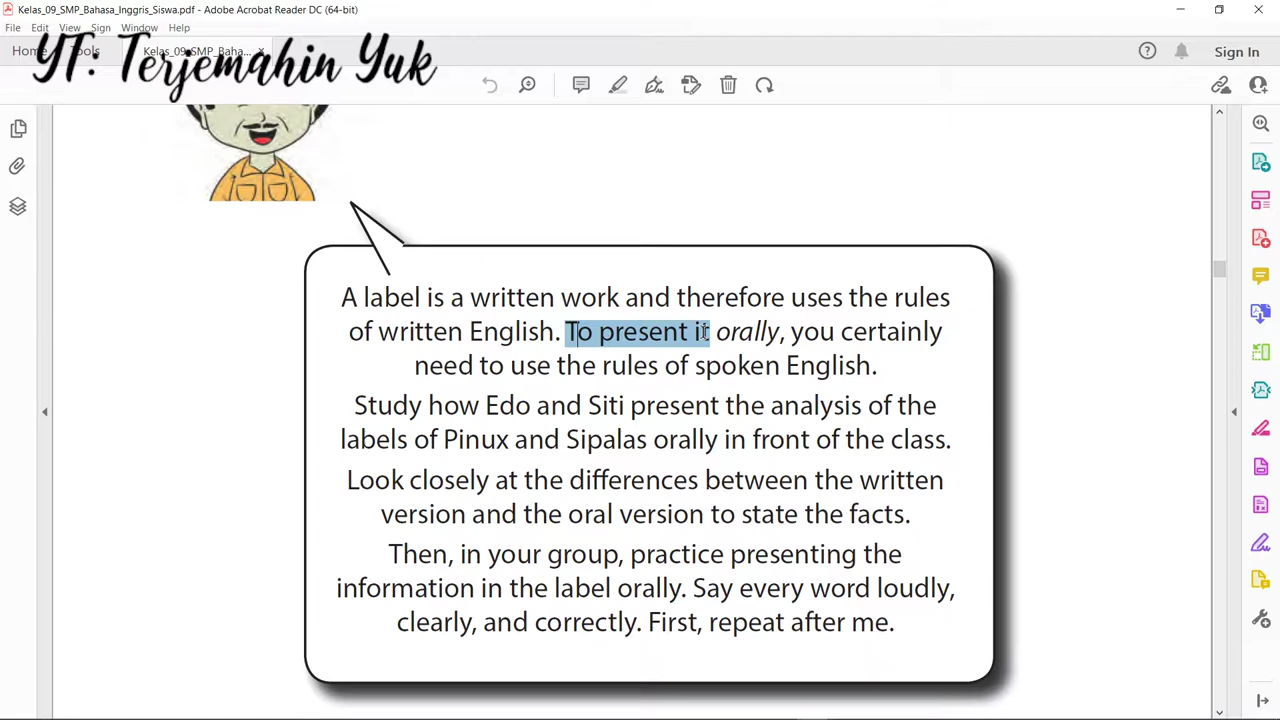 Kelas_09_SMP_Bahasa_Inggris_Siswa.pdf - Adobe Acrobat Reader DC (64-bit)
File Edit View Sign Window Help
Home Tools Kelas_09_SMP_Baha... × Sign In
YT: Terjemahin Yuk
A label is a written work and therefore uses the rules
of written English. To present it orally, you certainly
need to use the rules of spoken English.
Study how Edo and Siti present the analysis of the
labels of Pinux and Sipalas orally in front of the class.
Look closely at the differences between the written
version and the oral version to state the facts.
Then, in your group, practice presenting the
information in the label orally. Say every word loudly,
clearly, and correctly. First, repeat after me.